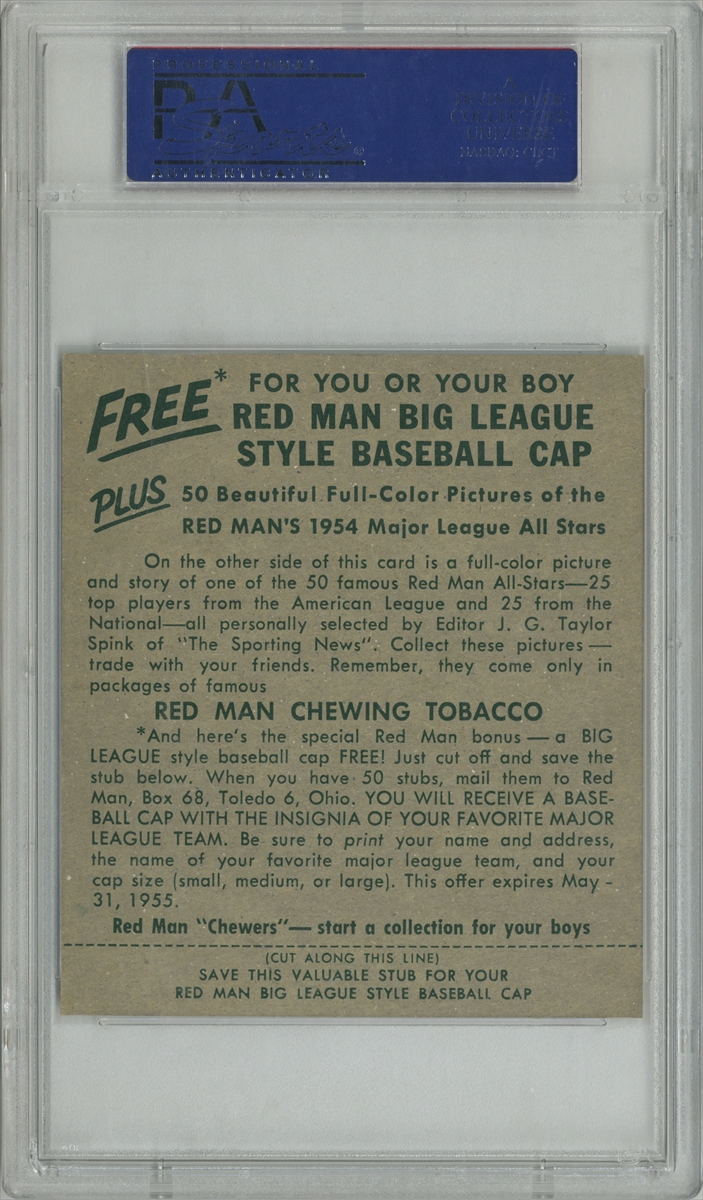 PROFESSIONAL
PSA
AUTHENTICATOR
NASDAQ: CLCT
FREE* FOR YOU OR YOUR BOY
RED MAN BIG LEAGUE
STYLE BASEBALL CAP
PLUS 50 Beautiful Full-Color Pictures of the
RED MAN'S 1954 Major League All Stars
On the other side of this card is a full-color picture
and story of one of the 50 famous Red Man All-Stars—25
top players from the American League and 25 from the
National—all personally selected by Editor J. G. Taylor
Spink of "The Sporting News". Collect these pictures —
trade with your friends. Remember, they come only in
packages of famous
RED MAN CHEWING TOBACCO
*And here's the special Red Man bonus — a BIG
LEAGUE style baseball cap FREE! Just cut off and save the
stub below. When you have 50 stubs, mail them to Red
Man, Box 68, Toledo 6, Ohio. YOU WILL RECEIVE A BASE-
BALL CAP WITH THE INSIGNIA OF YOUR FAVORITE MAJOR
LEAGUE TEAM. Be sure to print your name and address,
the name of your favorite major league team, and your
cap size (small, medium, or large). This offer expires May -
31, 1955.
Red Man "Chewers"— start a collection for your boys
(CUT ALONG THIS LINE)
SAVE THIS VALUABLE STUB FOR YOUR
RED MAN BIG LEAGUE STYLE BASEBALL CAP